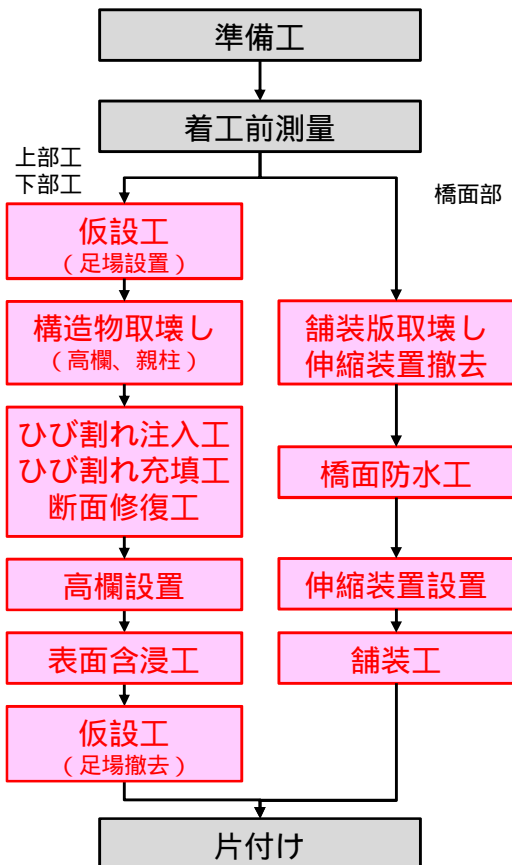 準備工
着工前測量
上部工
下部工
橋面部
仮設工
（足場設置）
構造物取壊し
（高欄、親柱）
ひび割れ注入工
ひび割れ充填工
断面修復工
高欄設置
表面含浸工
仮設工
（足場撤去）
舗装版取壊し
伸縮装置撤去
橋面防水工
伸縮装置設置
舗装工
片付け